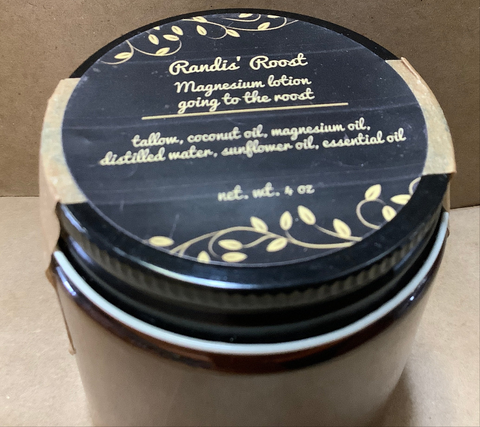 Randis' Roost
Magnesium lotion
going to the roost
tallow, coconut oil, magnesium oil,
distilled water, sunflower oil, essential oil
net. wt. 4 oz